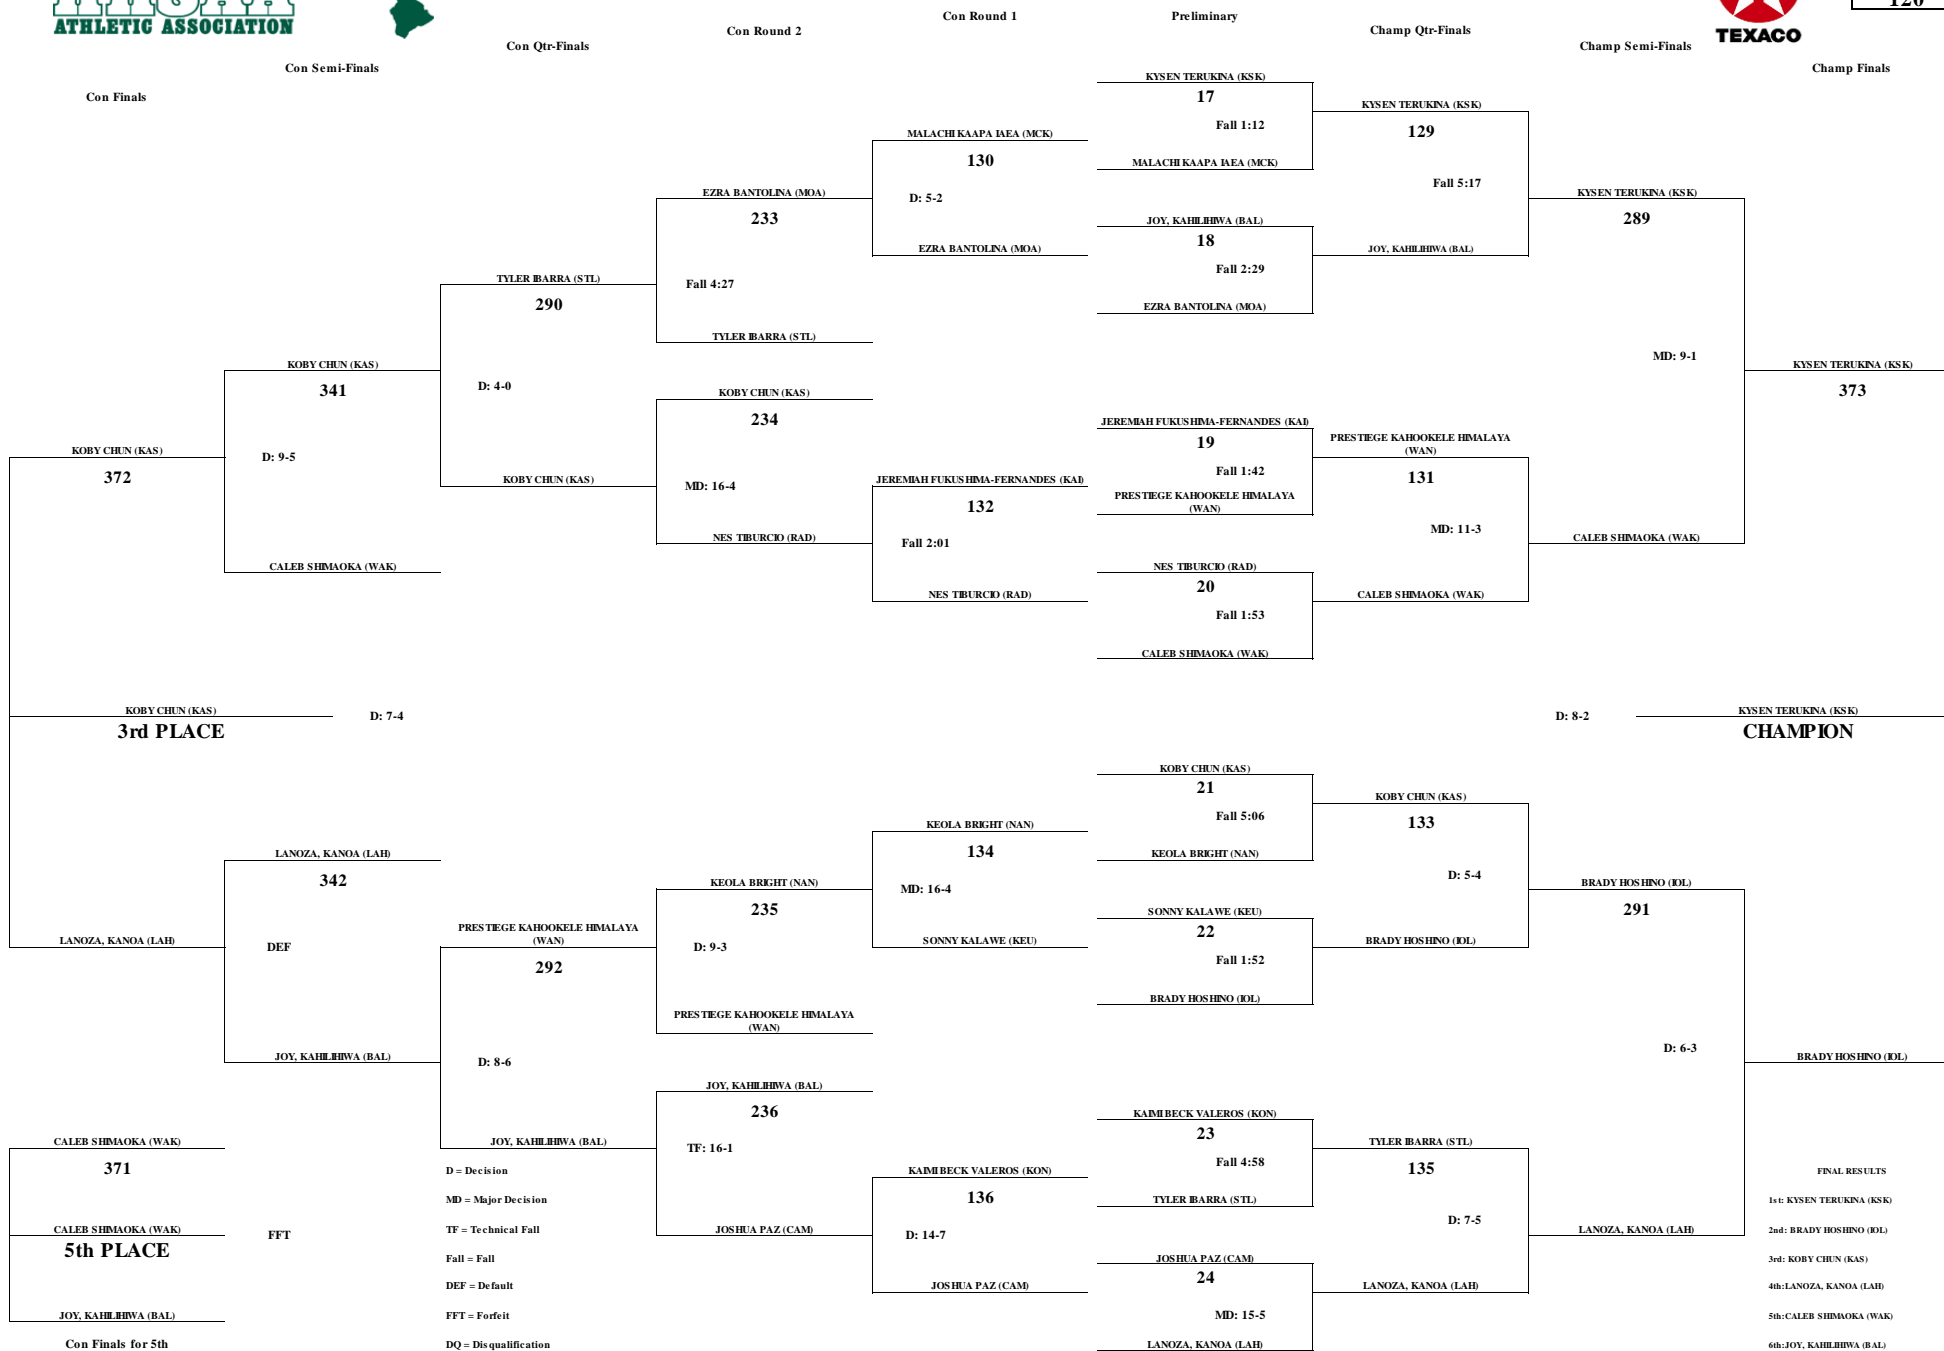 ATHLETIC ASSOCIATION
TEXACO
120
Con Finals
Con Semi-Finals
Con Qtr-Finals
Con Round 2
Con Round 1
Preliminary
Champ Qtr-Finals
Champ Semi-Finals
Champ Finals
KYSEN TERUKINA (KSK)
17
Fall 1:12
MALACHI KAAPA IAEA (MCK)
JOY, KAHILIHIWA (BAL)
18
Fall 2:29
EZRA BANTOLINA (MOA)
JEREMIAH FUKUSHIMA-FERNANDES (KAI)
19
Fall 1:42
PRESTIEGE KAHOOKELE HIMALAYA
(WAN)
NES TIBURCIO (RAD)
20
Fall 1:53
CALEB SHIMAOKA (WAK)
KOBY CHUN (KAS)
21
Fall 5:06
KEOLA BRIGHT (NAN)
SONNY KALAWE (KEU)
22
Fall 1:52
BRADY HOSHINO (IOL)
KAIMI BECK VALEROS (KON)
23
Fall 4:58
TYLER IBARRA (STL)
JOSHUA PAZ (CAM)
24
MD: 15-5
LANOZA, KANOA (LAH)
KYSEN TERUKINA (KSK)
129
Fall 5:17
JOY, KAHILIHIWA (BAL)
PRESTIEGE KAHOOKELE HIMALAYA
(WAN)
131
MD: 11-3
CALEB SHIMAOKA (WAK)
KOBY CHUN (KAS)
133
D: 5-4
BRADY HOSHINO (IOL)
TYLER IBARRA (STL)
135
D: 7-5
LANOZA, KANOA (LAH)
KYSEN TERUKINA (KSK)
289
MD: 9-1
CALEB SHIMAOKA (WAK)
BRADY HOSHINO (IOL)
291
D: 6-3
LANOZA, KANOA (LAH)
KYSEN TERUKINA (KSK)
373
D: 8-2
KYSEN TERUKINA (KSK)
CHAMPION
BRADY HOSHINO (IOL)
MALACHI KAAPA IAEA (MCK)
130
D: 5-2
EZRA BANTOLINA (MOA)
JEREMIAH FUKUSHIMA-FERNANDES (KAI)
132
Fall 2:01
NES TIBURCIO (RAD)
KEOLA BRIGHT (NAN)
134
MD: 16-4
SONNY KALAWE (KEU)
KAIMI BECK VALEROS (KON)
136
D: 14-7
JOSHUA PAZ (CAM)
EZRA BANTOLINA (MOA)
233
Fall 4:27
TYLER IBARRA (STL)
KOBY CHUN (KAS)
234
MD: 16-4
NES TIBURCIO (RAD)
KEOLA BRIGHT (NAN)
235
D: 9-3
PRESTIEGE KAHOOKELE HIMALAYA
(WAN)
JOY, KAHILIHIWA (BAL)
236
TF: 16-1
JOSHUA PAZ (CAM)
TYLER IBARRA (STL)
290
D: 4-0
KOBY CHUN (KAS)
PRESTIEGE KAHOOKELE HIMALAYA
(WAN)
292
D: 8-6
JOY, KAHILIHIWA (BAL)
KOBY CHUN (KAS)
341
D: 9-5
CALEB SHIMAOKA (WAK)
LANOZA, KANOA (LAH)
342
DEF
JOY, KAHILIHIWA (BAL)
KOBY CHUN (KAS)
372
KOBY CHUN (KAS)
3rd PLACE
D: 7-4
LANOZA, KANOA (LAH)
CALEB SHIMAOKA (WAK)
371
CALEB SHIMAOKA (WAK)
5th PLACE
FFT
JOY, KAHILIHIWA (BAL)
Con Finals for 5th
D = Decision
MD = Major Decision
TF = Technical Fall
Fall = Fall
DEF = Default
FFT = Forfeit
DQ = Disqualification
FINAL RESULTS
1st: KYSEN TERUKINA (KSK)
2nd: BRADY HOSHINO (IOL)
3rd: KOBY CHUN (KAS)
4th:LANOZA, KANOA (LAH)
5th:CALEB SHIMAOKA (WAK)
6th:JOY, KAHILIHIWA (BAL)